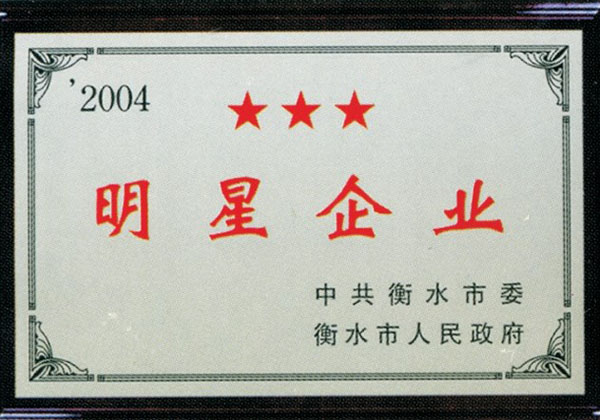 '2004
★★★
明星企业
中共衡水市委
衡水市人民政府